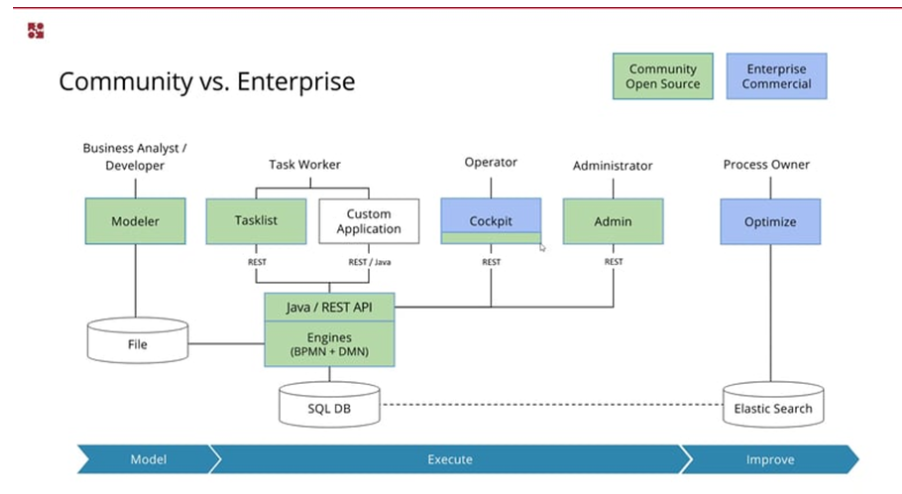 Community vs. Enterprise
Community
Open Source
Enterprise
Commercial
Business Analyst /
Developer
Task Worker
Operator
Administrator
Process Owner
Modeler
Tasklist
Custom
Application
Cockpit
Admin
Optimize
REST
REST / Java
REST
REST
Java / REST API
Engines
(BPMN + DMN)
File
SQL DB
Elastic Search
Model
Execute
Improve